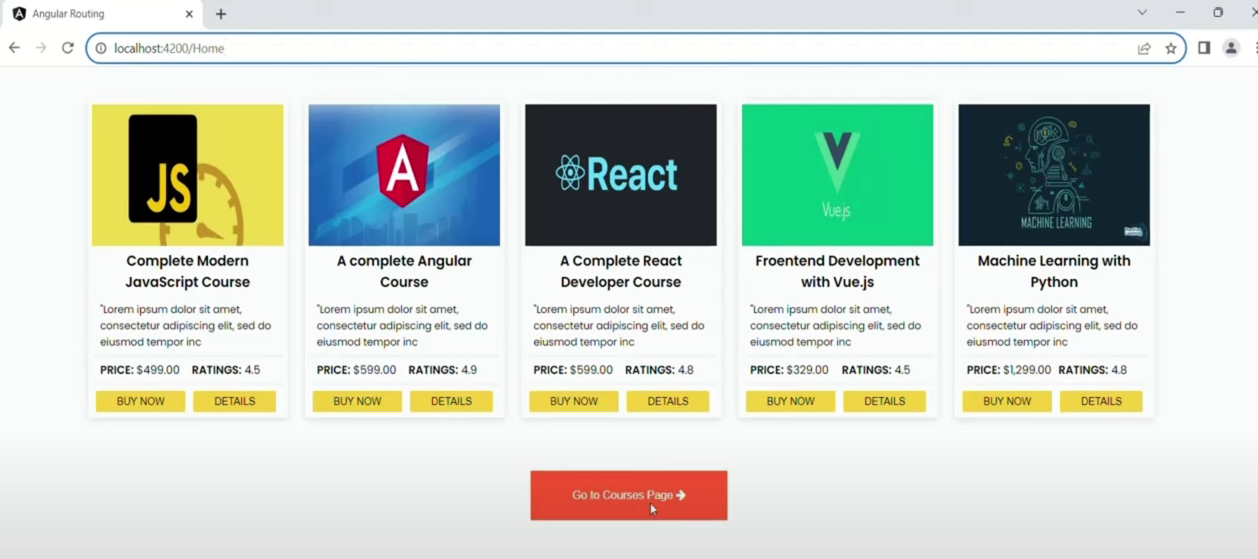 Angular Routing
localhost:4200/Home
JS
A
React
V
Vue.js
MACHINE LEARNING
Complete Modern
JavaScript Course
"Lorem ipsum dolor sit amet,
consectetur adipiscing elit, sed do
eiusmod tempor inc
PRICE: $499.00 RATINGS: 4.5
BUY NOW DETAILS
A complete Angular
Course
"Lorem ipsum dolor sit amet,
consectetur adipiscing elit, sed do
eiusmod tempor inc
PRICE: $599.00 RATINGS: 4.9
BUY NOW DETAILS
A Complete React
Developer Course
"Lorem ipsum dolor sit amet,
consectetur adipiscing elit, sed do
eiusmod tempor inc
PRICE: $599.00 RATINGS: 4.8
BUY NOW DETAILS
Froentend Development
with Vue.js
"Lorem ipsum dolor sit amet,
consectetur adipiscing elit, sed do
eiusmod tempor inc
PRICE: $329.00 RATINGS: 4.5
BUY NOW DETAILS
Machine Learning with
Python
"Lorem ipsum dolor sit amet,
consectetur adipiscing elit, sed do
eiusmod tempor inc
PRICE: $1,299.00 RATINGS: 4.8
BUY NOW DETAILS
Go to Courses Page